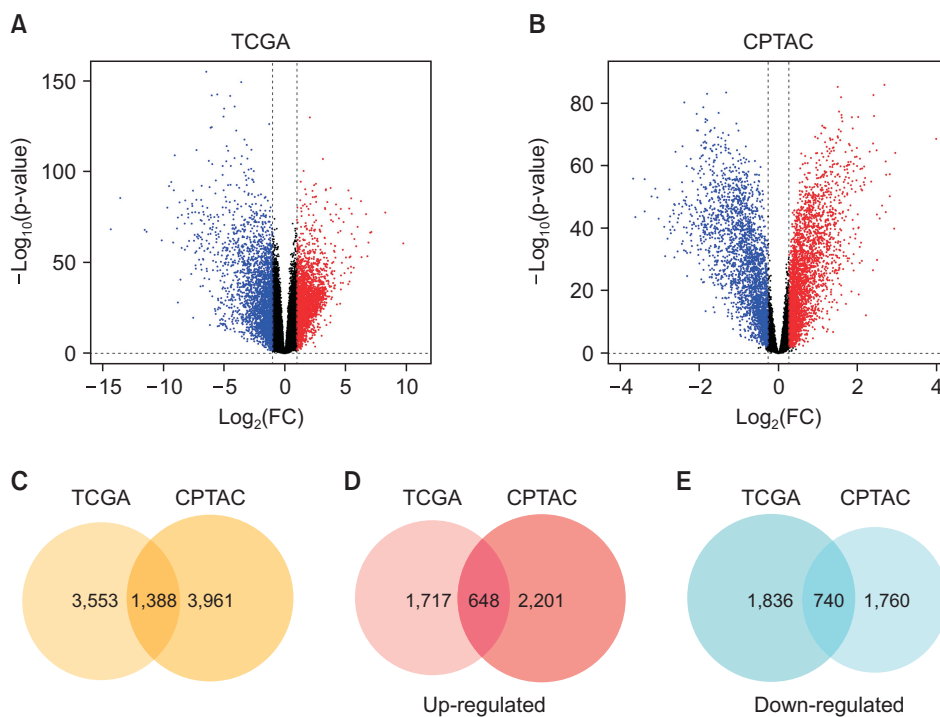 A
TCGA
−Log10(p-value)
150
100
50
0
−15
−10
−5
0
5
10
Log2(FC)
B
CPTAC
−Log10(p-value)
80
60
40
20
0
−4
−2
0
2
4
Log2(FC)
C
TCGA
CPTAC
3,553
1,388
3,961
D
TCGA
CPTAC
1,717
648
2,201
Up-regulated
E
TCGA
CPTAC
1,836
740
1,760
Down-regulated